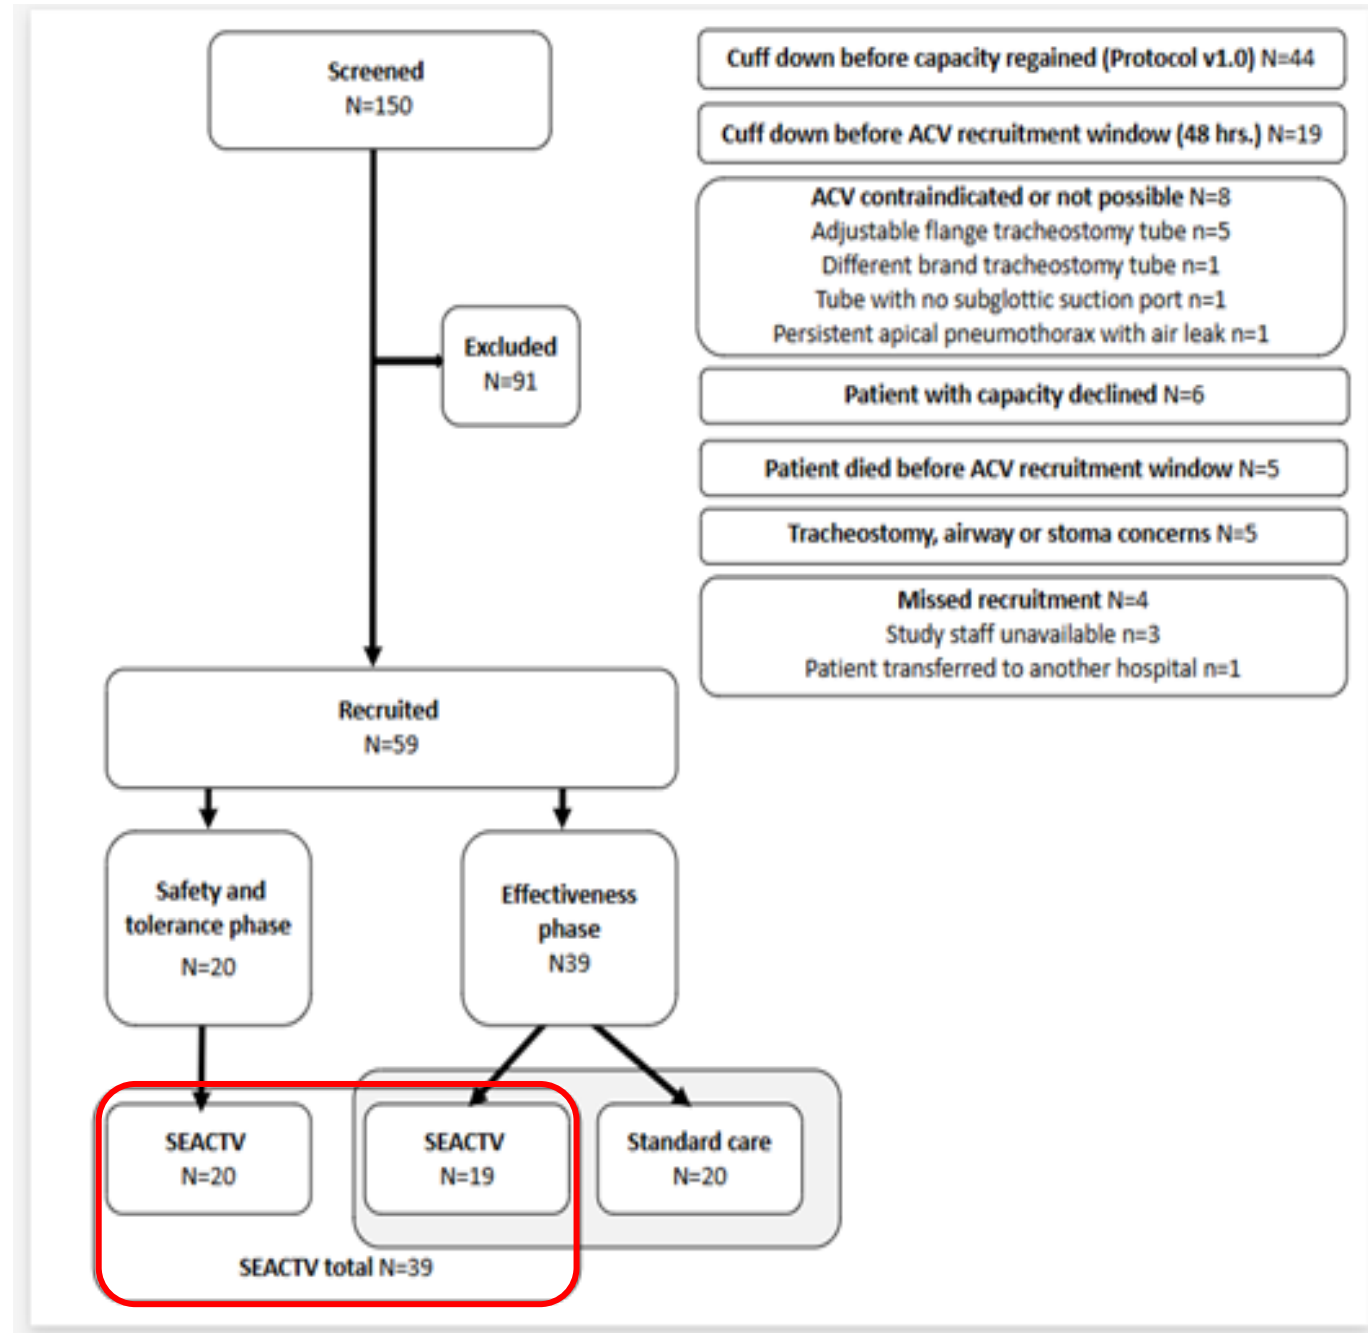 Screened
N=150
Excluded
N=91
Cuff down before capacity regained (Protocol v1.0) N=44
Cuff down before ACV recruitment window (48 hrs.) N=19
ACV contraindicated or not possible N=8
Adjustable flange tracheostomy tube n=5
Different brand tracheostomy tube n=1
Tube with no subglottic suction port n=1
Persistent apical pneumothorax with air leak n=1
Patient with capacity declined N=6
Patient died before ACV recruitment window N=5
Tracheostomy, airway or stoma concerns N=5
Missed recruitment N=4
Study staff unavailable n=3
Patient transferred to another hospital n=1
Recruited
N=59
Safety and
tolerance phase
N=20
Effectiveness
phase
N39
SEACTV
N=20
SEACTV
N=19
Standard care
N=20
SEACTV total N=39